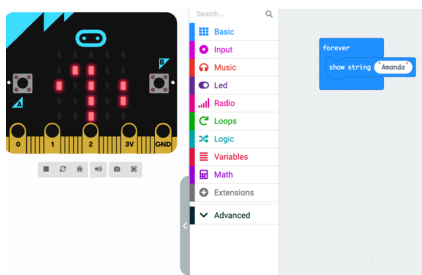 B
A
0 1 2 3V GND
Search...
Basic
Input
Music
Led
Radio
Loops
Logic
Variables
Math
Extensions
Advanced
forever
show string "Amanda"